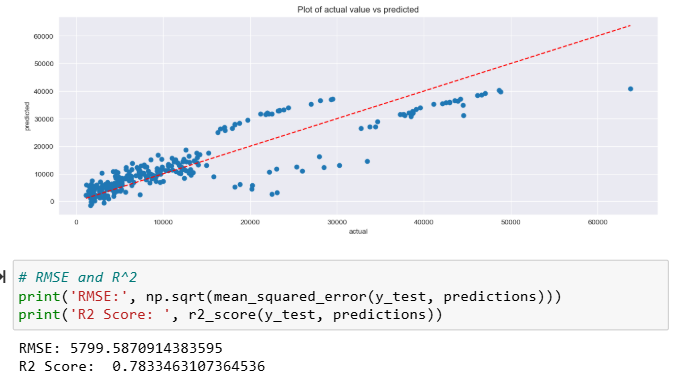 Plot of actual value vs predicted
60000
50000
40000
30000
20000
10000
0
predicted
0 10000 20000 30000 40000 50000 60000
actual
# RMSE and R^2
print('RMSE:', np.sqrt(mean_squared_error(y_test, predictions)))
print('R2 Score: ', r2_score(y_test, predictions))
RMSE: 5799.5870914383595
R2 Score:  0.7833463107364536